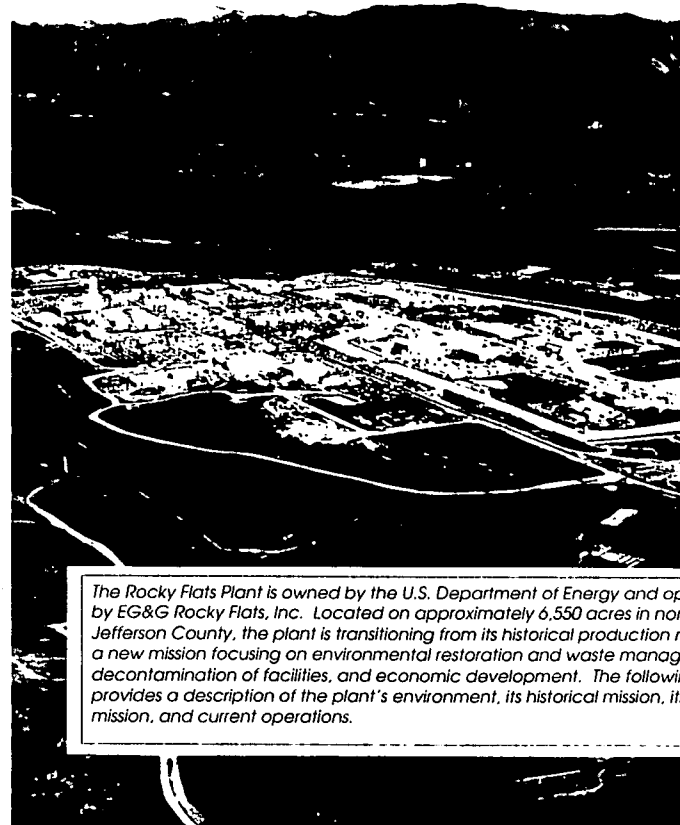 The Rocky Flats Plant is owned by the U.S. Department of Energy and op
by EG&G Rocky Flats, Inc. Located on approximately 6,550 acres in nor
Jefferson County, the plant is transitioning from its historical production
a new mission focusing on environmental restoration and waste manag
decontamination of facilities, and economic development. The followi
provides a description of the plant's environment, its historical mission, it
mission, and current operations.